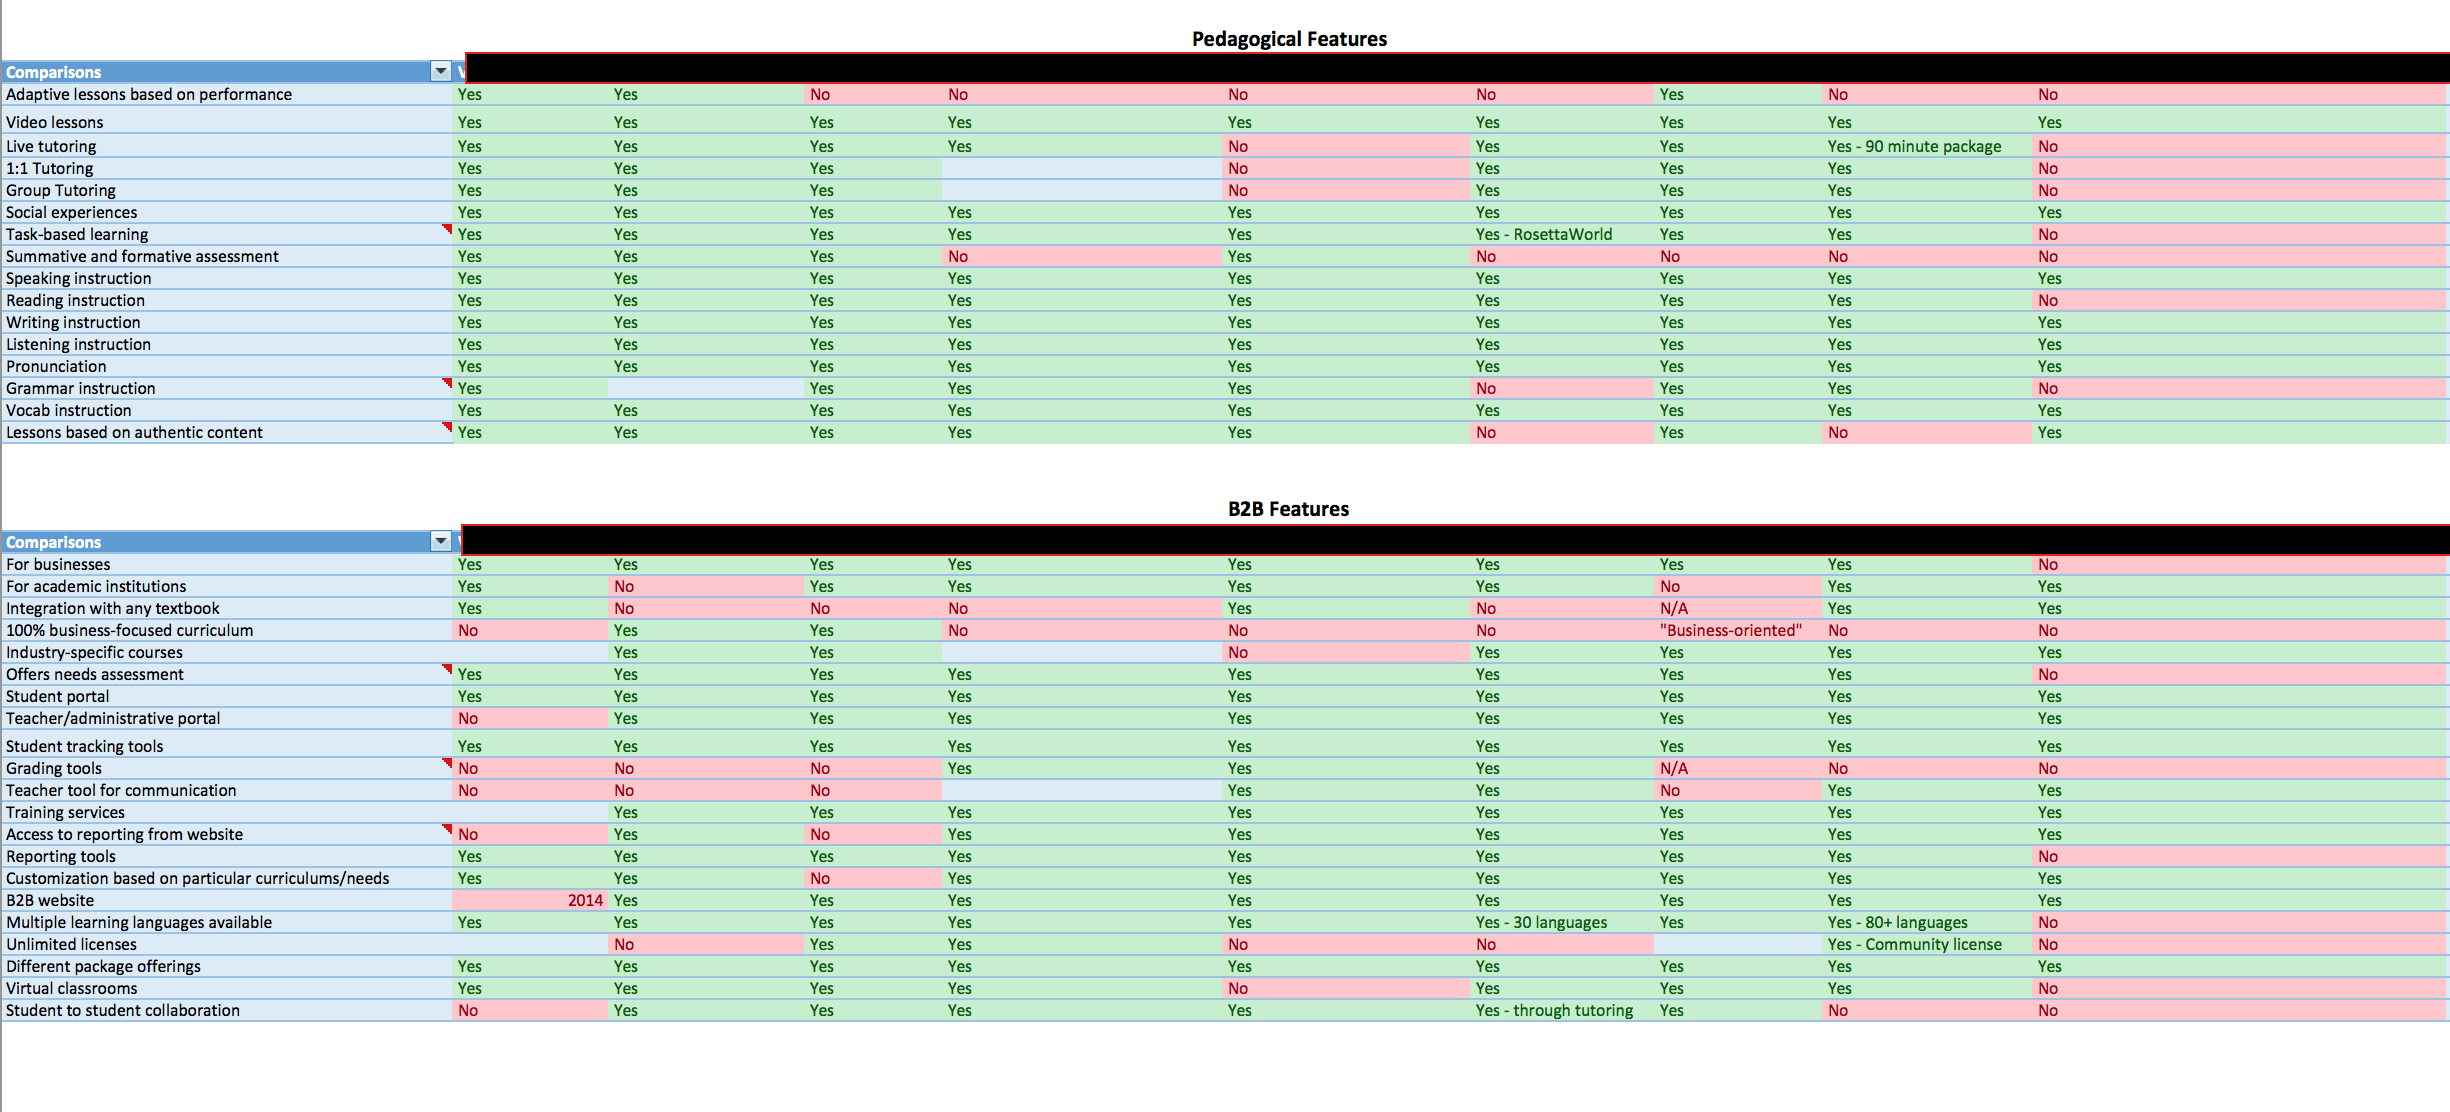 Pedagogical Features
Comparisons
Adaptive lessons based on performance Yes Yes No No No No Yes No No
Video lessons Yes Yes Yes Yes Yes Yes Yes Yes Yes
Live tutoring Yes Yes Yes Yes No Yes Yes Yes - 90 minute package No
1:1 Tutoring Yes Yes Yes No Yes Yes Yes No
Group Tutoring Yes Yes Yes No Yes Yes Yes No
Social experiences Yes Yes Yes Yes Yes Yes Yes Yes Yes
Task-based learning Yes Yes Yes Yes Yes Yes - RosettaWorld Yes Yes No
Summative and formative assessment Yes Yes Yes No Yes No No No No
Speaking instruction Yes Yes Yes Yes Yes Yes Yes Yes Yes
Reading instruction Yes Yes Yes Yes Yes Yes Yes Yes No
Writing instruction Yes Yes Yes Yes Yes Yes Yes Yes Yes
Listening instruction Yes Yes Yes Yes Yes Yes Yes Yes Yes
Pronunciation Yes Yes Yes Yes Yes Yes Yes Yes Yes
Grammar instruction Yes Yes Yes Yes No Yes Yes No
Vocab instruction Yes Yes Yes Yes Yes Yes Yes Yes Yes
Lessons based on authentic content Yes Yes Yes Yes Yes No Yes No Yes
B2B Features
Comparisons
For businesses Yes Yes Yes Yes Yes Yes Yes Yes No
For academic institutions Yes No Yes Yes Yes Yes No Yes Yes
Integration with any textbook Yes No No No Yes No N/A Yes Yes
100% business-focused curriculum No Yes Yes No No No "Business-oriented" No No
Industry-specific courses Yes Yes No Yes Yes Yes Yes
Offers needs assessment Yes Yes Yes Yes Yes Yes Yes Yes No
Student portal Yes Yes Yes Yes Yes Yes Yes Yes Yes
Teacher/administrative portal No Yes Yes Yes Yes Yes Yes Yes Yes
Student tracking tools Yes Yes Yes Yes Yes Yes Yes Yes Yes
Grading tools No No No Yes Yes Yes N/A No No
Teacher tool for communication No No No Yes Yes No Yes Yes
Training services Yes Yes Yes Yes Yes Yes Yes Yes
Access to reporting from website No Yes No Yes Yes Yes Yes Yes Yes
Reporting tools Yes Yes Yes Yes Yes Yes Yes Yes No
Customization based on particular curriculums/needs Yes Yes No Yes Yes Yes Yes Yes Yes
B2B website 2014 Yes Yes Yes Yes Yes Yes Yes Yes
Multiple learning languages available Yes Yes Yes Yes Yes Yes - 30 languages Yes Yes - 80+ languages No
Unlimited licenses No Yes Yes No No Yes - Community license No
Different package offerings Yes Yes Yes Yes Yes Yes Yes Yes Yes
Virtual classrooms Yes Yes Yes Yes No Yes Yes Yes No
Student to student collaboration No Yes Yes Yes Yes Yes - through tutoring Yes No No